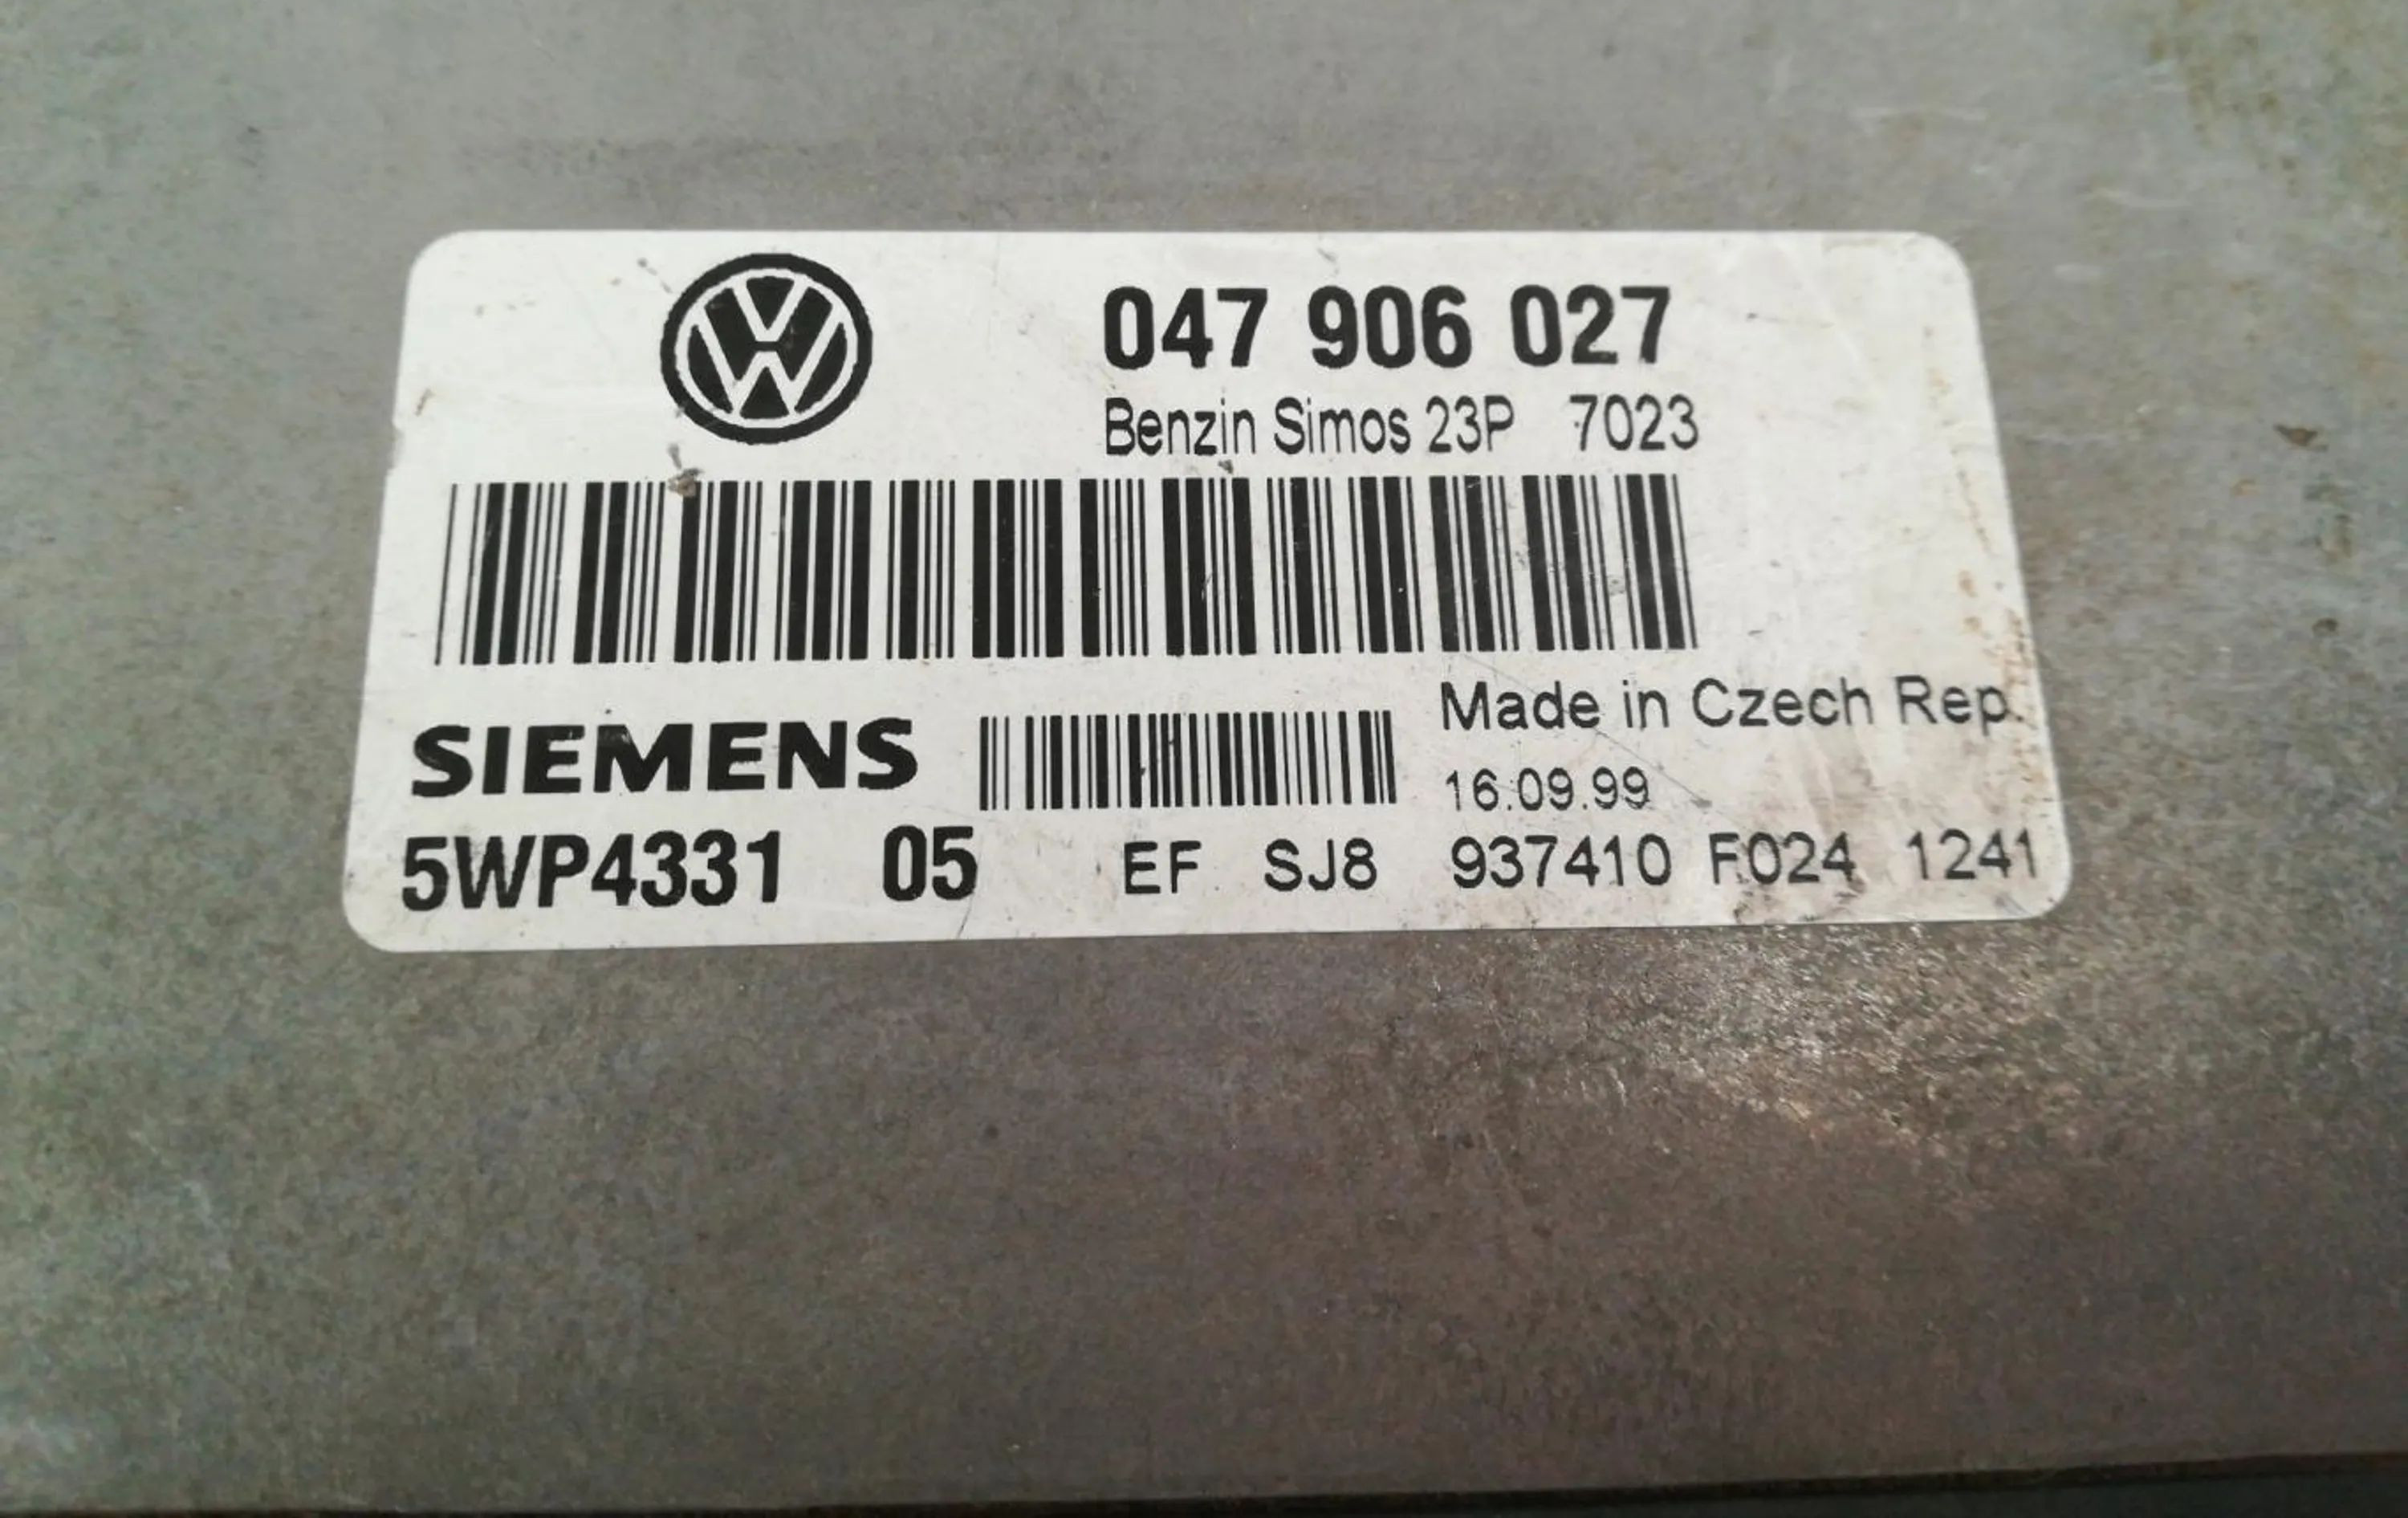 047 906 027
Benzin Simos 23P 7023
SIEMENS
Made in Czech Rep.
16.09.99
5WP4331 05 EF SJ8 937410 F024 1241